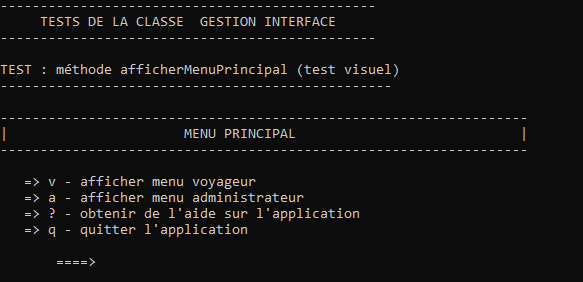 -----------------------------------------------
TESTS DE LA CLASSE  GESTION INTERFACE
-----------------------------------------------
TEST : méthode afficherMenuPrincipal (test visuel)
-------------------------------------------------
------------------------------------------------------------------
|                      MENU PRINCIPAL                            |
------------------------------------------------------------------
=> v - afficher menu voyageur
=> a - afficher menu administrateur
=> ? - obtenir de l'aide sur l'application
=> q - quitter l'application
====>